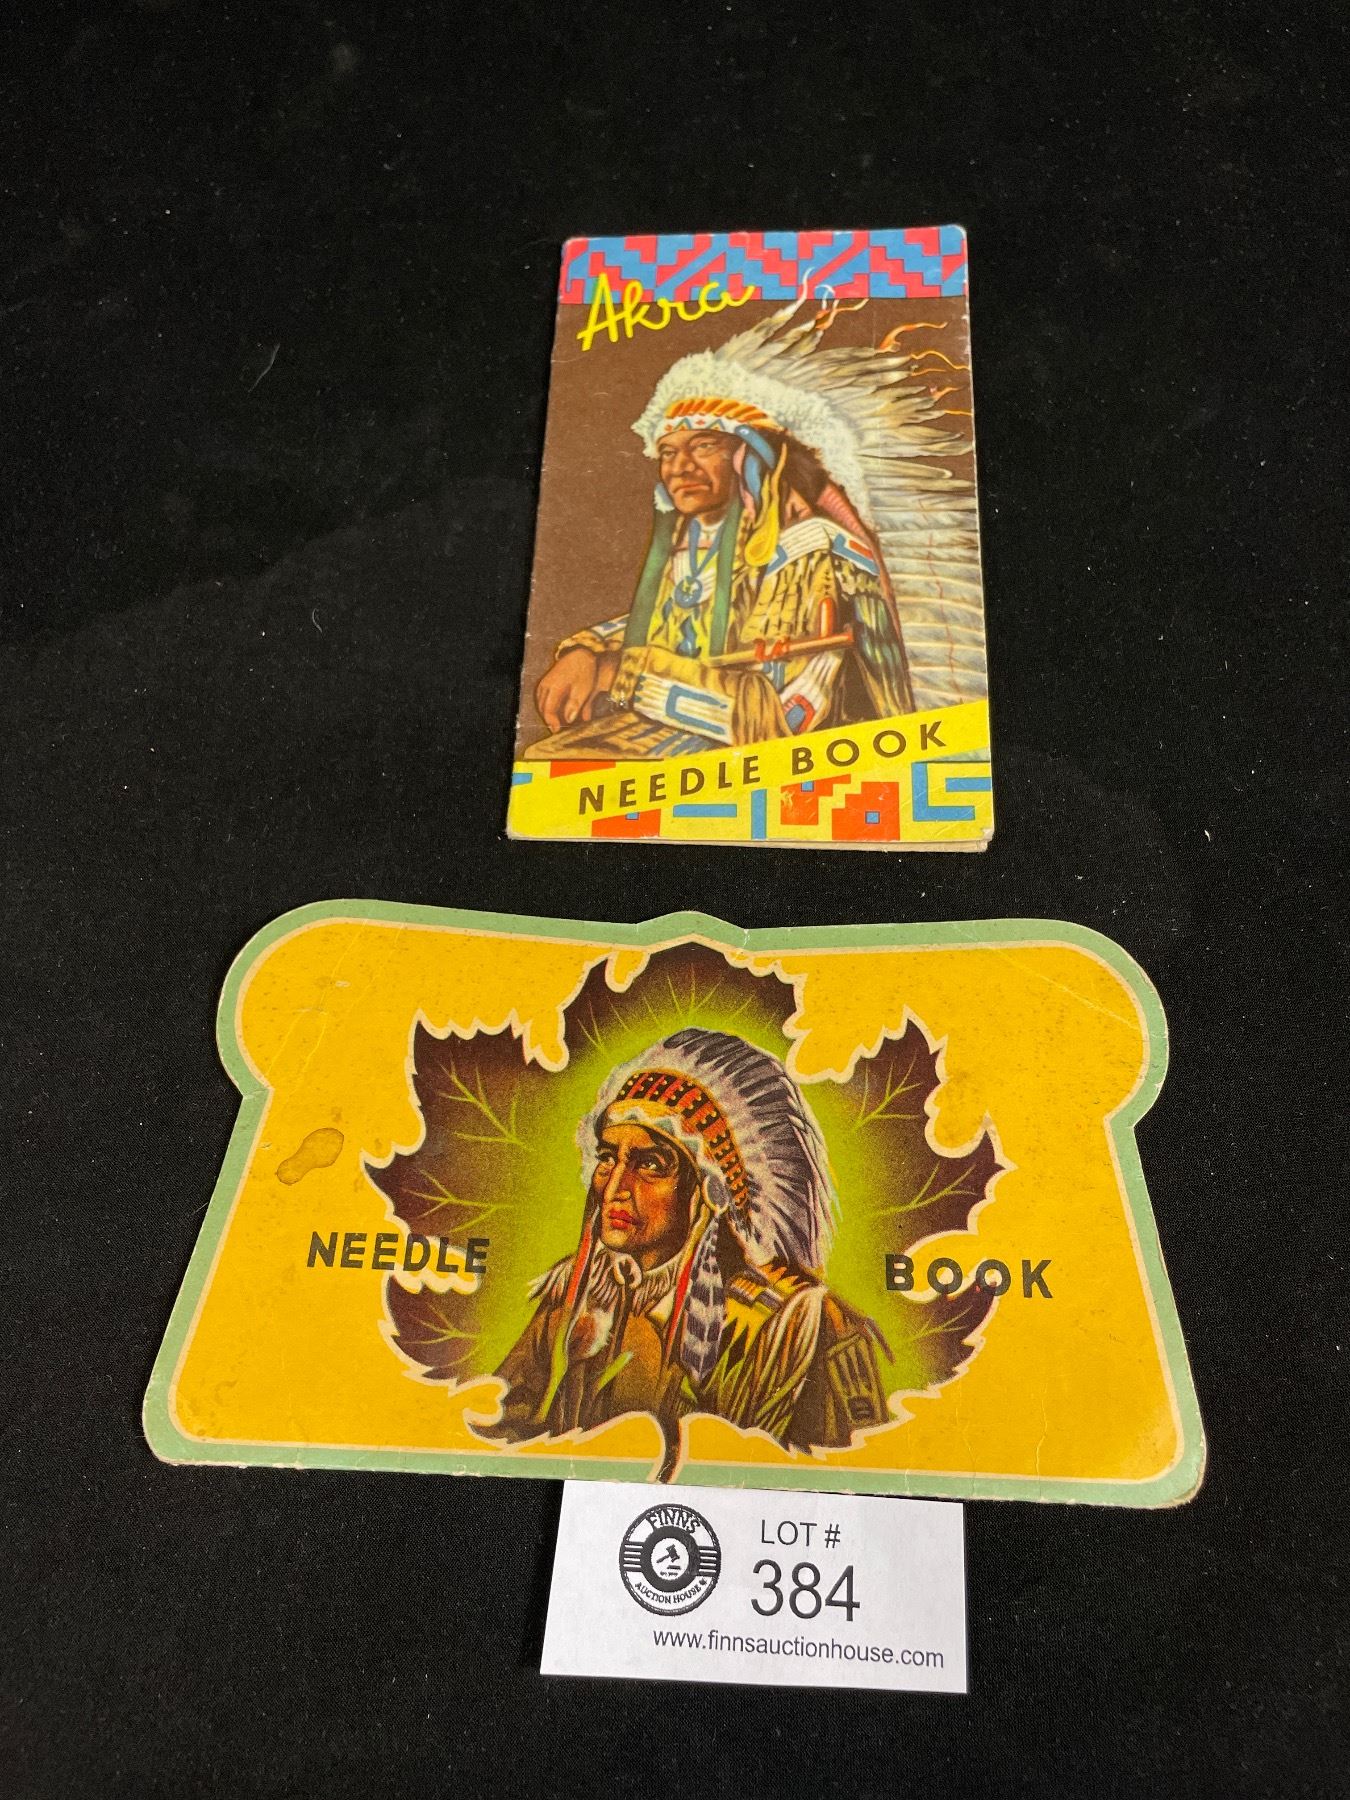 Akra
NEEDLE BOOK
NEEDLE BOOK
FINNS
AUCTION HOUSE
LOT #
384
www.finnsauctionhouse.com